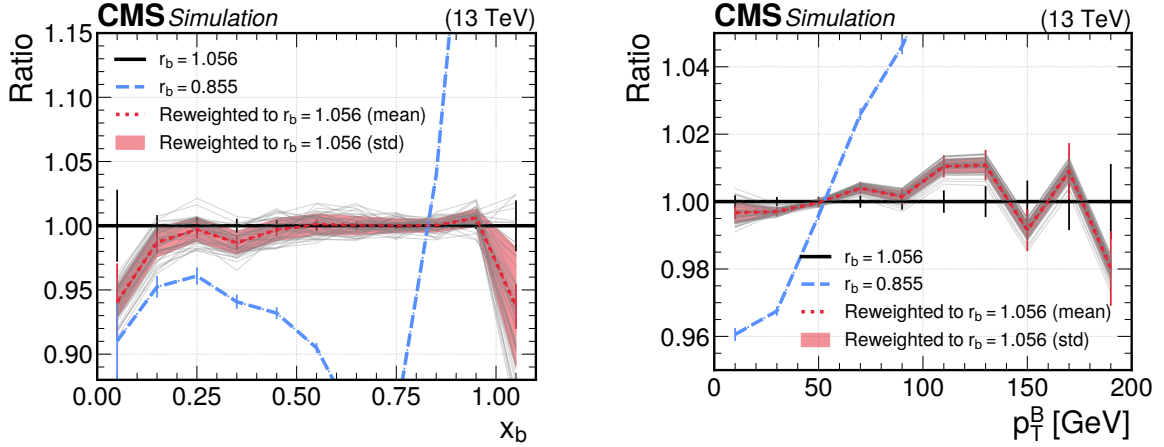 CMS Simulation (13 TeV)
Ratio
1.15
1.10
1.05
1.00
0.95
0.90
r_b = 1.056
r_b = 0.855
Reweighted to r_b = 1.056 (mean)
Reweighted to r_b = 1.056 (std)
0.00 0.25 0.50 0.75 1.00
x_b
CMS Simulation (13 TeV)
Ratio
1.04
1.02
1.00
0.98
0.96
r_b = 1.056
r_b = 0.855
Reweighted to r_b = 1.056 (mean)
Reweighted to r_b = 1.056 (std)
0 50 100 150 200
p_T^B [GeV]